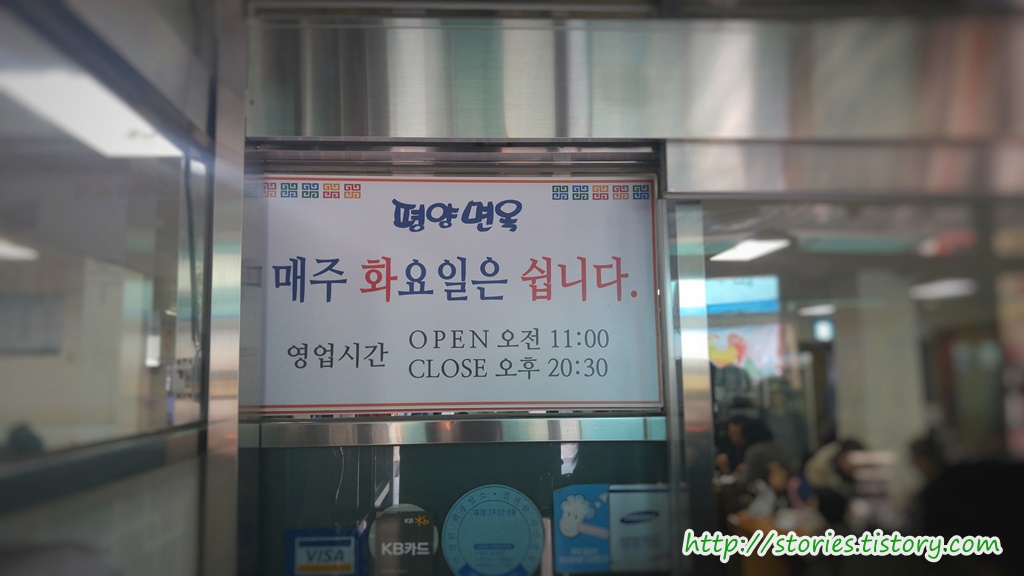 평양면옥
매주 화요일은 쉽니다.
영업시간
OPEN 오전 11:00
CLOSE 오후 20:30
VISA
KB
KB카드
SAMSUNG
http://stories.tistory.com